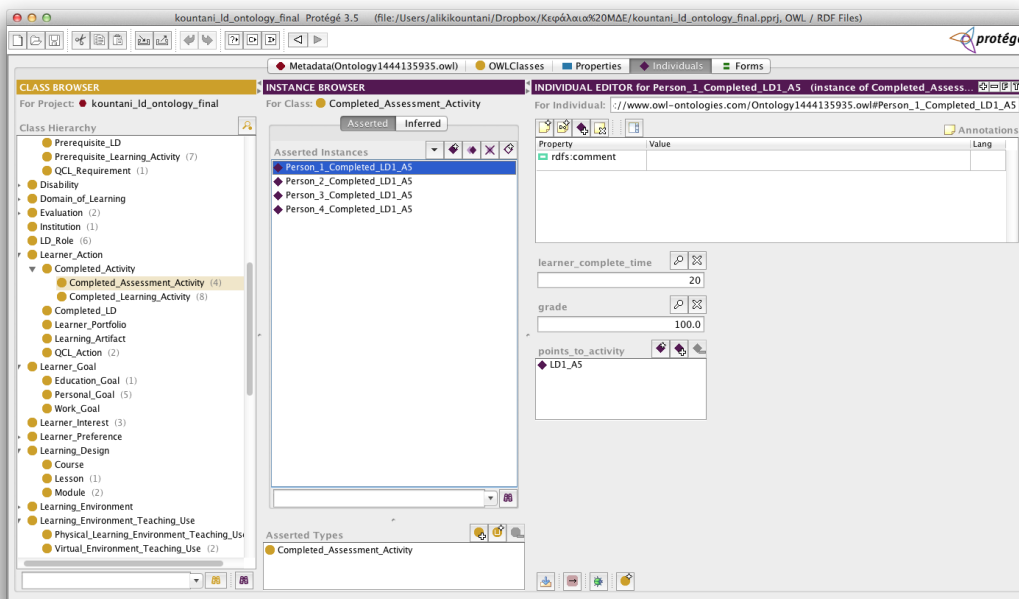 kountani_ld_ontology_final Protégé 3.5 (file:/Users/alikikountani/Dropbox/Κεφάλαια%20ΜΔΕ/kountani_ld_ontology_final.pprj, OWL / RDF Files)
protégé
Metadata(Ontology1444135935.owl) OWLClasses Properties Individuals Forms
CLASS BROWSER
For Project: kountani_ld_ontology_final
Class Hierarchy
Prerequisite_LD
Prerequisite_Learning_Activity (7)
QCL_Requirement (1)
Disability
Domain_of_Learning
Evaluation (2)
Institution (1)
LD_Role (6)
Learner_Action
Completed_Activity
Completed_Assessment_Activity (4)
Completed_Learning_Activity (8)
Completed_LD
Learner_Portfolio
Learning_Artifact
QCL_Action (2)
Learner_Goal
Education_Goal (1)
Personal_Goal (5)
Work_Goal
Learner_Interest (3)
Learner_Preference
Learning_Design
Course
Lesson (1)
Module (2)
Learning_Environment
Learning_Environment_Teaching_Use
Physical_Learning_Environment_Teaching_Us
Virtual_Environment_Teaching_Use (2)
INSTANCE BROWSER
For Class: Completed_Assessment_Activity
Asserted Inferred
Asserted Instances
Person_1_Completed_LD1_A5
Person_2_Completed_LD1_A5
Person_3_Completed_LD1_A5
Person_4_Completed_LD1_A5
Asserted Types
Completed_Assessment_Activity
INDIVIDUAL EDITOR for Person_1_Completed_LD1_A5 (instance of Completed_Assess...
For Individual: ://www.owl-ontologies.com/Ontology1444135935.owl#Person_1_Completed_LD1_A5
Annotations
Property Value Lang
rdfs:comment
learner_complete_time
20
grade
100.0
points_to_activity
LD1_A5